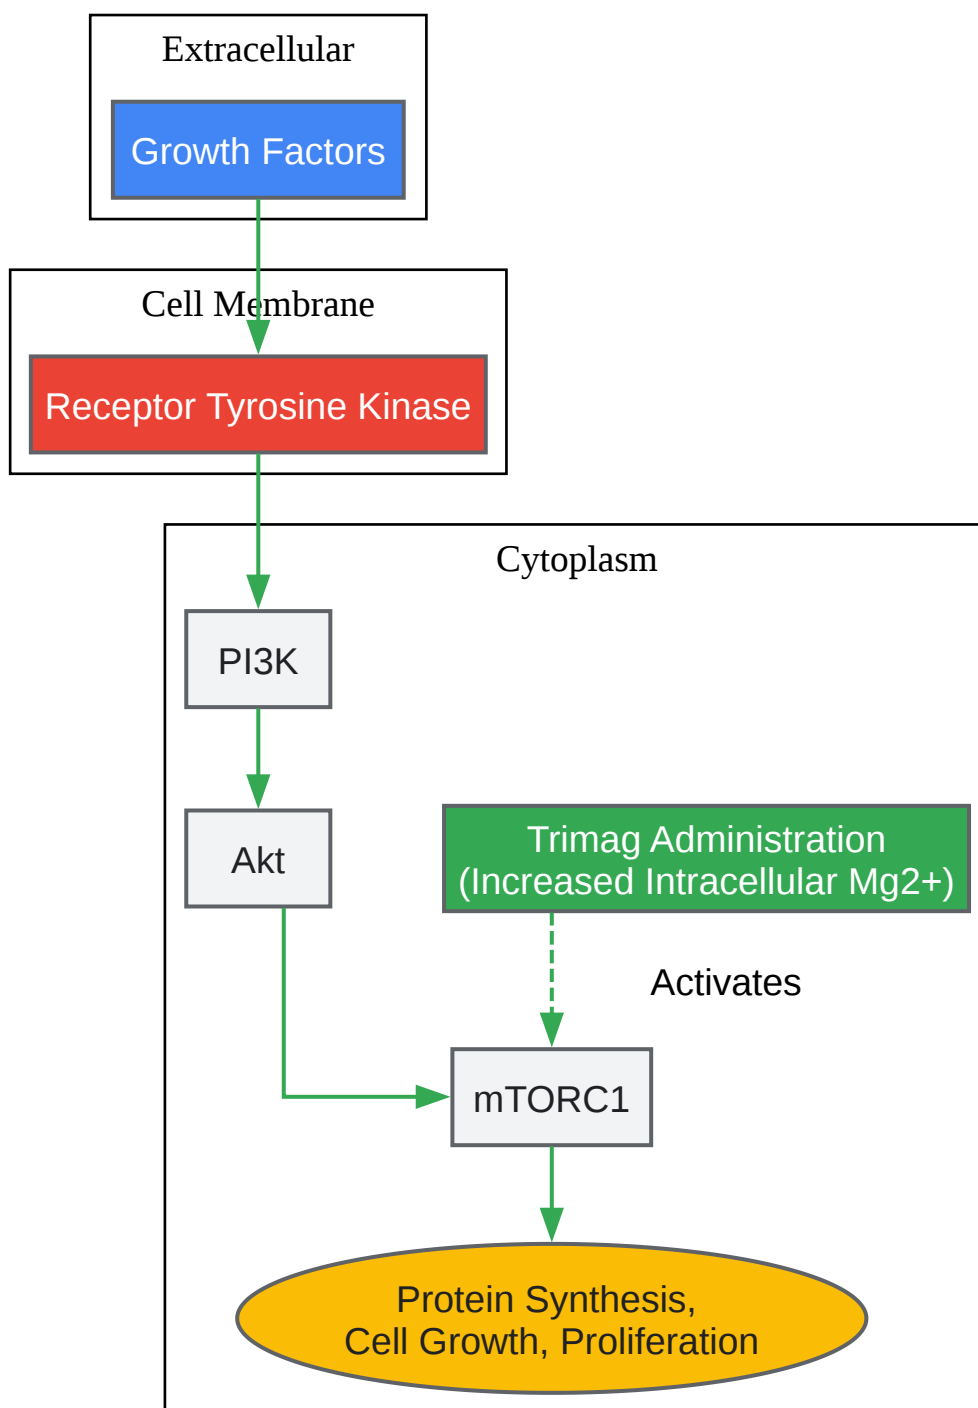 Extracellular
Growth Factors
Cell Membrane
Receptor Tyrosine Kinase
Cytoplasm
PI3K
Akt
Trimag Administration
(Increased Intracellular Mg2+)
Activates
mTORC1
Protein Synthesis,
Cell Growth, Proliferation